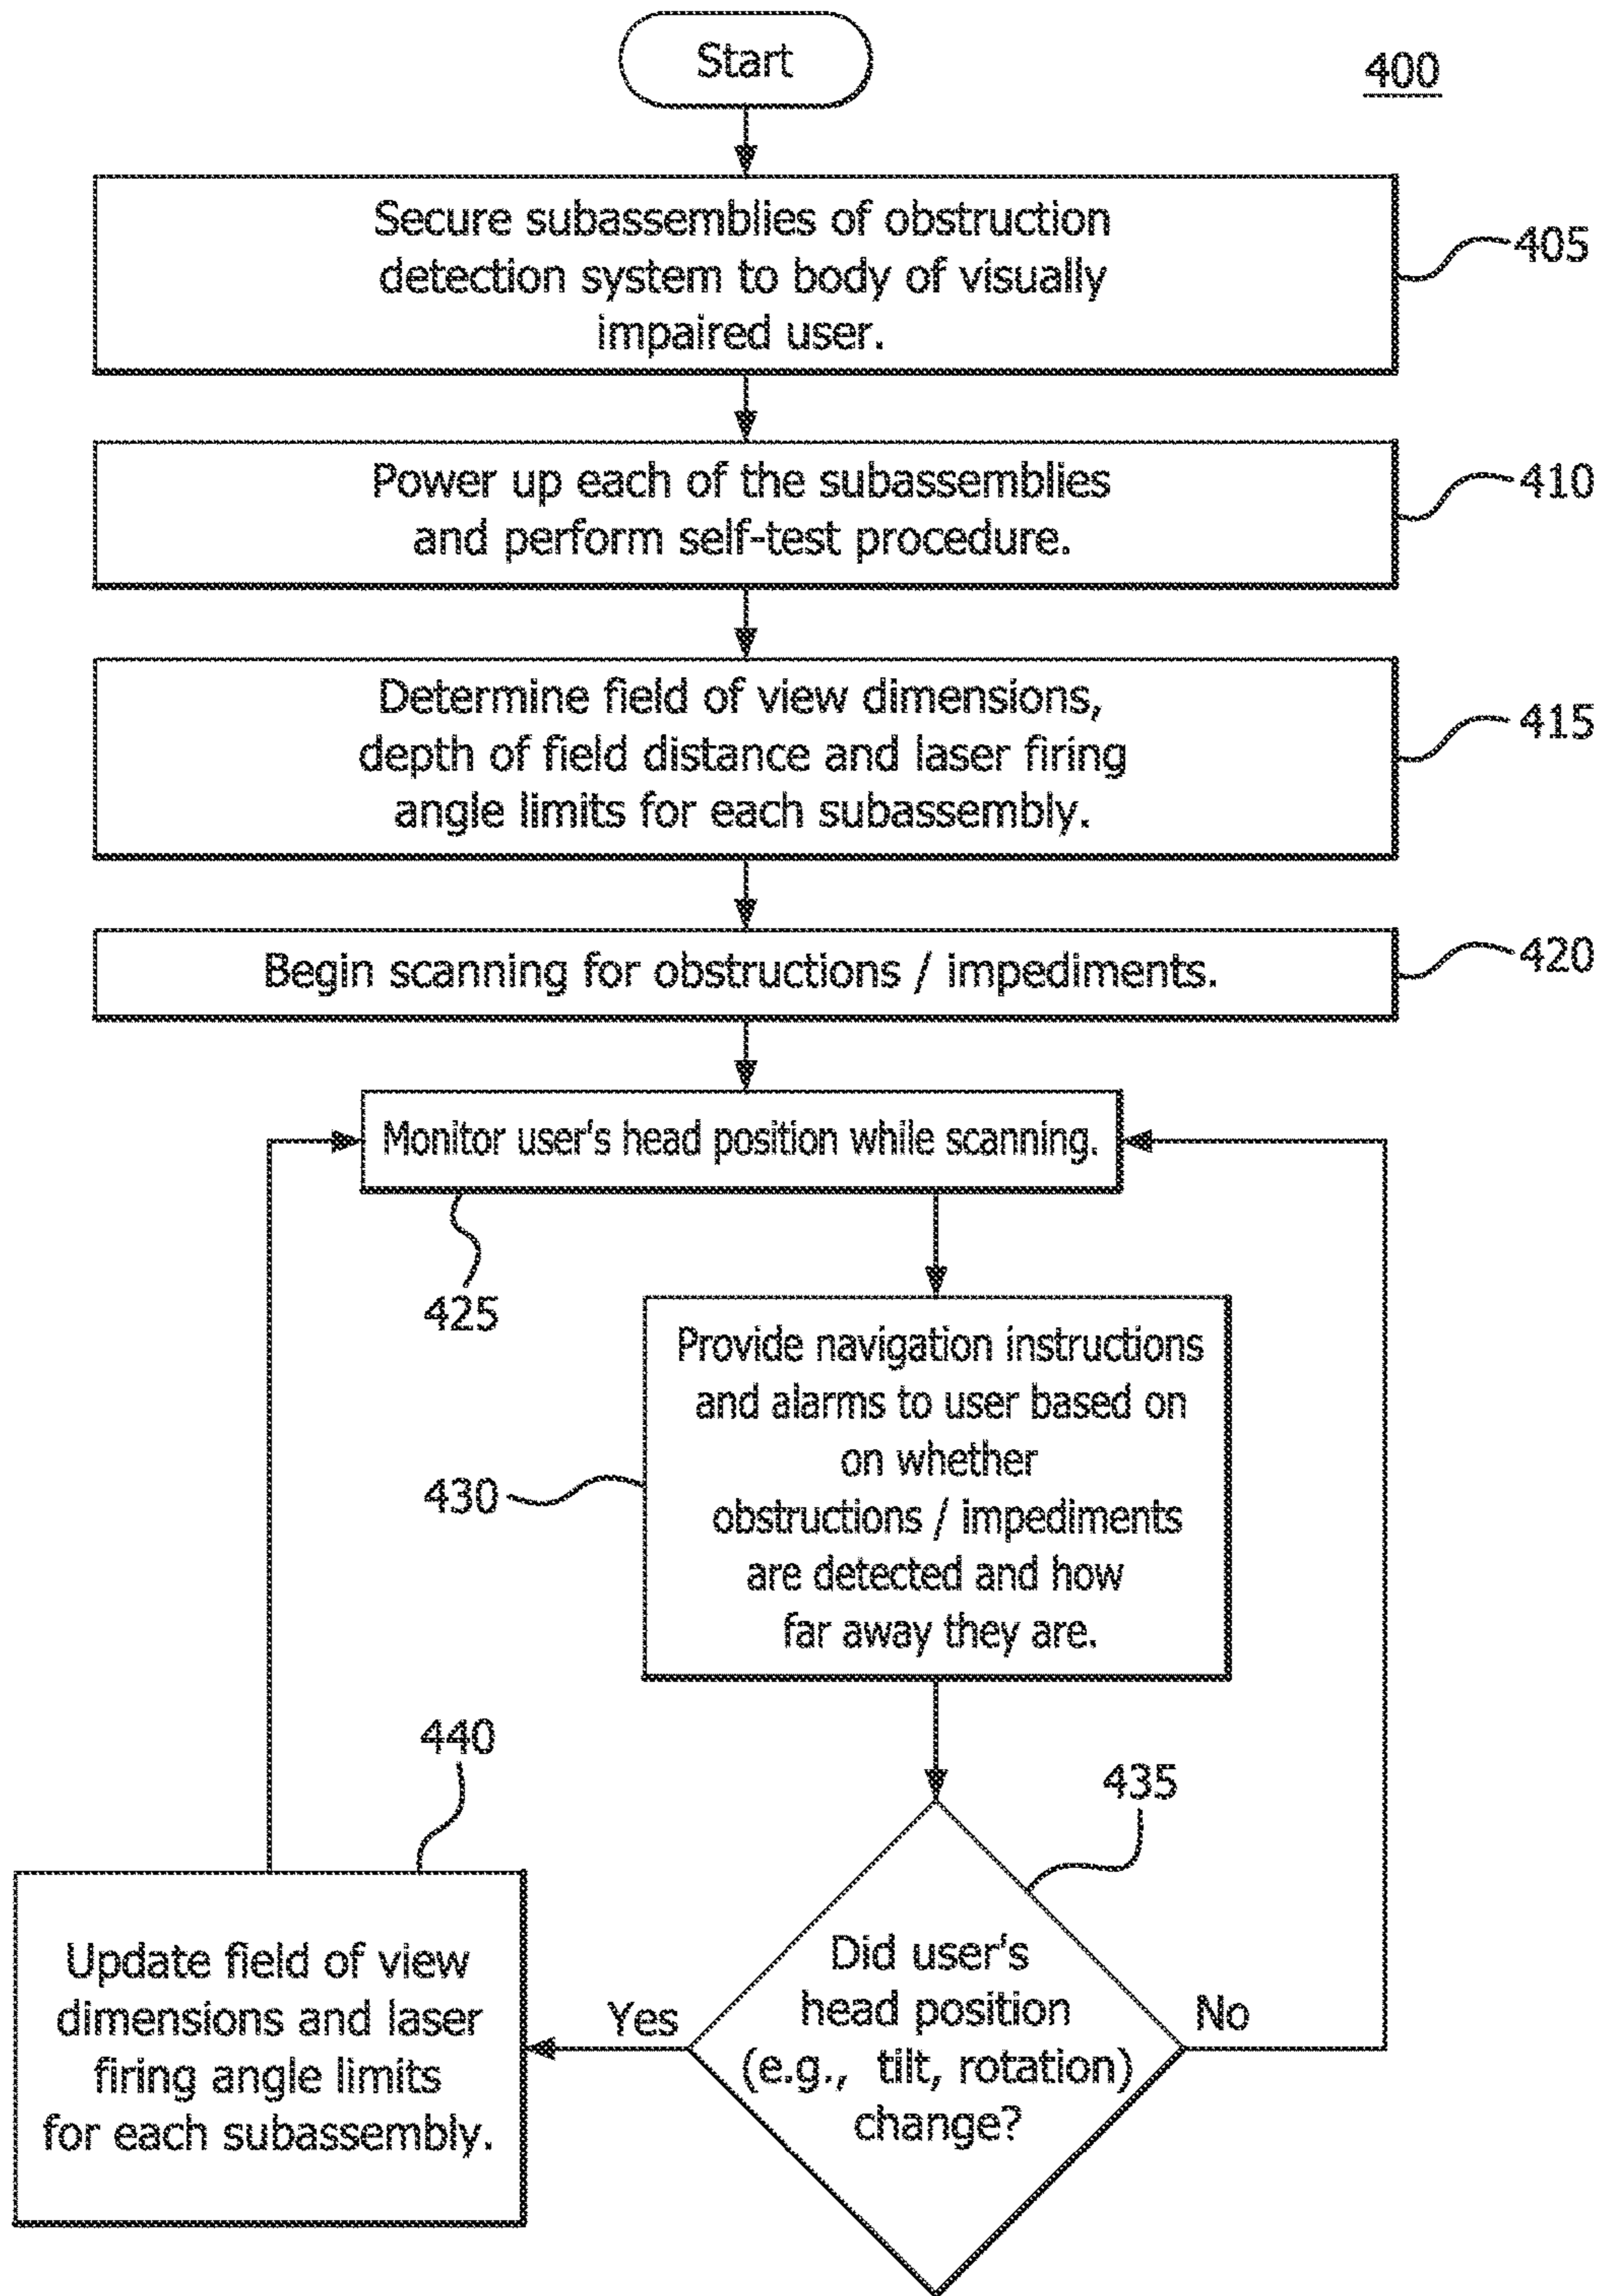 Start
400
Secure subassemblies of obstruction
detection system to body of visually
impaired user.
405
Power up each of the subassemblies
and perform self-test procedure.
410
Determine field of view dimensions,
depth of field distance and laser firing
angle limits for each subassembly.
415
Begin scanning for obstructions / impediments.
420
Monitor user's head position while scanning.
425
Provide navigation instructions
and alarms to user based on
on whether
obstructions / impediments
are detected and how
far away they are.
430
435
Did user's
head position
(e.g., tilt, rotation)
change?
Yes
No
440
Update field of view
dimensions and laser
firing angle limits
for each subassembly.